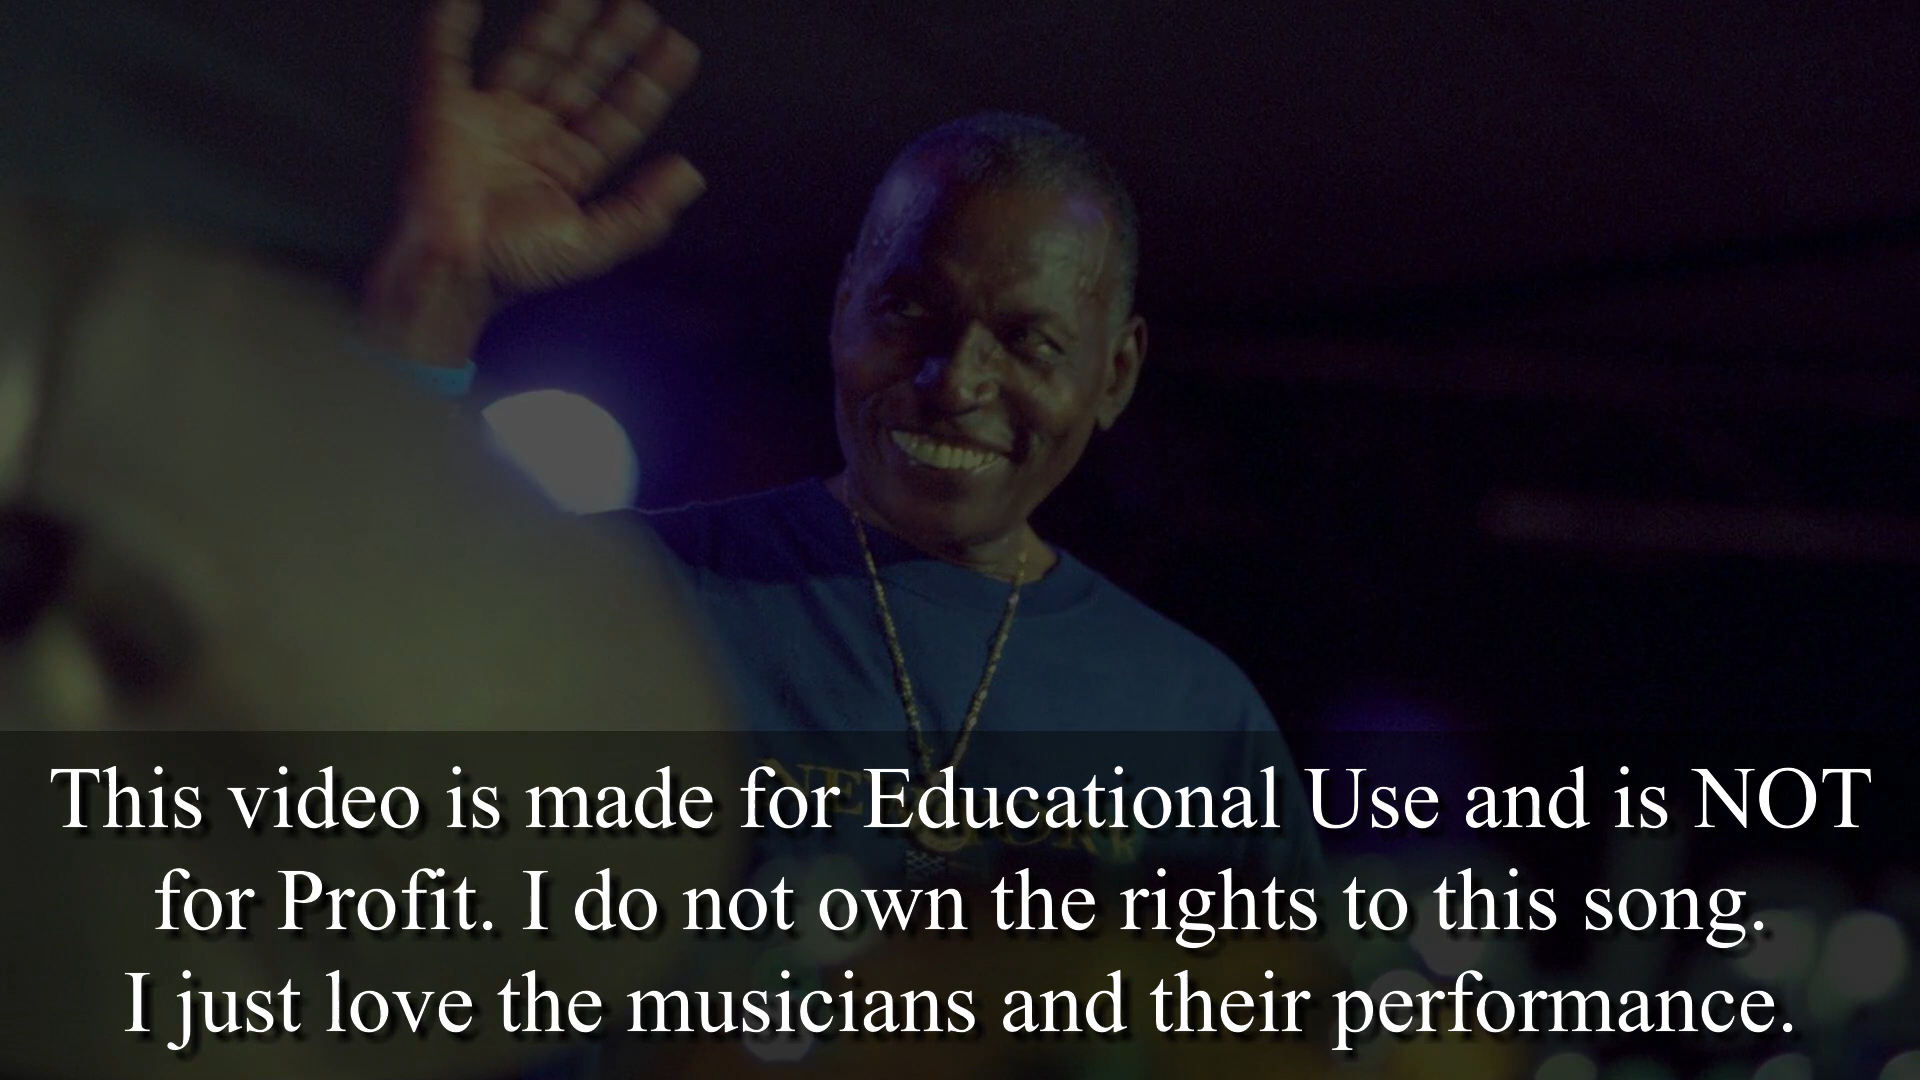 This video is made for Educational Use and is NOT
for Profit. I do not own the rights to this song.
I just love the musicians and their performance.